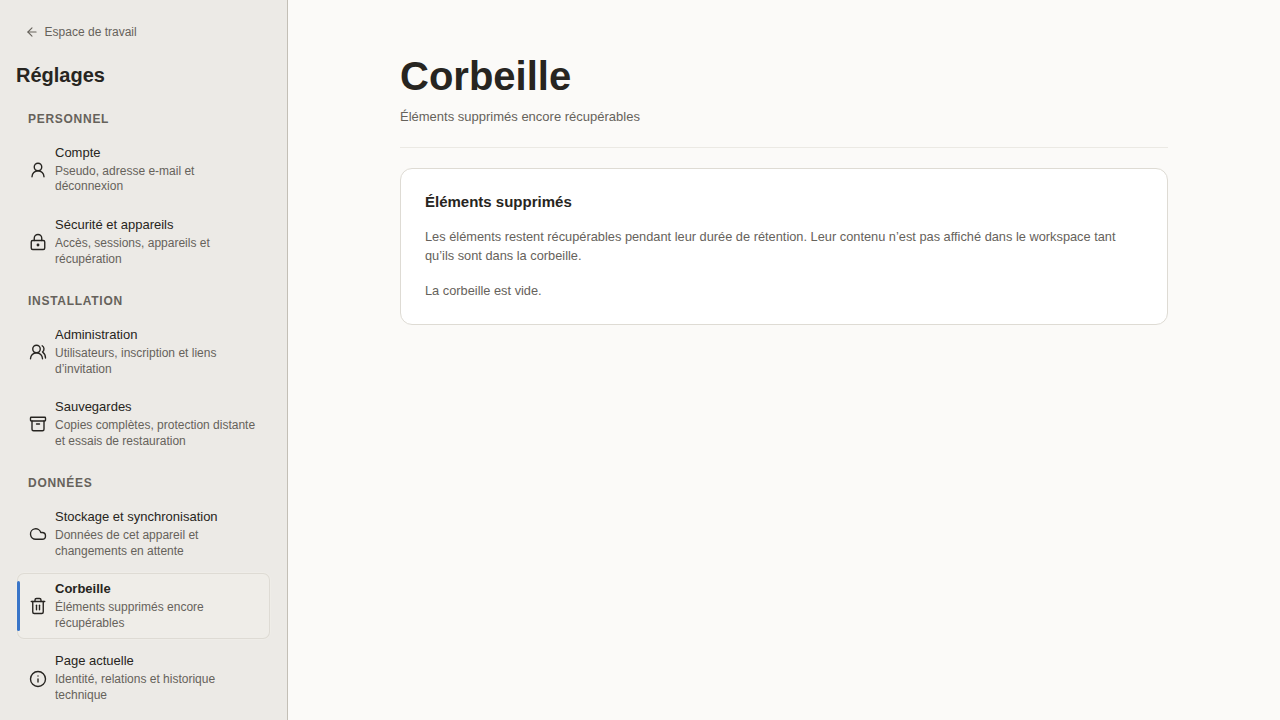 Espace de travail
Réglages
PERSONNEL
Compte
Pseudo, adresse e-mail et
déconnexion
Sécurité et appareils
Accès, sessions, appareils et
récupération
INSTALLATION
Administration
Utilisateurs, inscription et liens
d’invitation
Sauvegardes
Copies complètes, protection distante
et essais de restauration
DONNÉES
Stockage et synchronisation
Données de cet appareil et
changements en attente
Corbeille
Éléments supprimés encore
récupérables
Page actuelle
Identité, relations et historique
technique
Corbeille
Éléments supprimés encore récupérables
Éléments supprimés
Les éléments restent récupérables pendant leur durée de rétention. Leur contenu n’est pas affiché dans le workspace tant
qu’ils sont dans la corbeille.
La corbeille est vide.